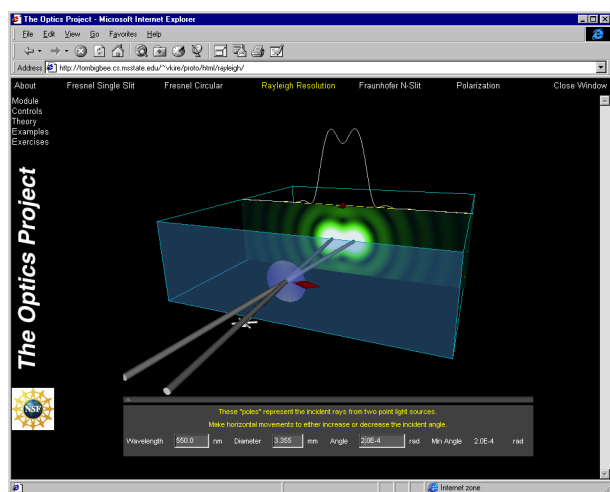 The Optics Project - Microsoft Internet Explorer
File Edit View Go Favorites Help
Address http://tombigbee.cs.msstate.edu/~vkire/proto/html/rayleigh/
About Fresnel Single Slit Fresnel Circular Rayleigh Resolution Fraunhofer N-Slit Polarization Close Window
Module
Controls
Theory
Examples
Exercises
The Optics Project
NSF
These "poles" represent the incident rays from two point light sources.
Make horizontal movements to either increase or decrease the incident angle.
Wavelength 550.0 nm Diameter 3.355 mm Angle 2.0E-4 rad Min Angle 2.0E-4 rad
Internet zone